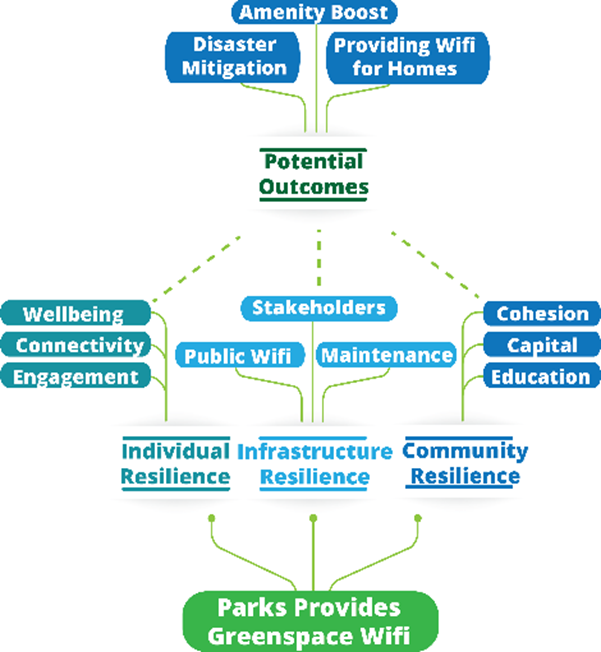 Amenity Boost
Disaster
Mitigation
Providing Wifi
for Homes
Potential
Outcomes
Wellbeing
Connectivity
Engagement
Stakeholders
Public Wifi
Maintenance
Cohesion
Capital
Education
Individual
Resilience
Infrastructure
Resilience
Community
Resilience
Parks Provides
Greenspace Wifi